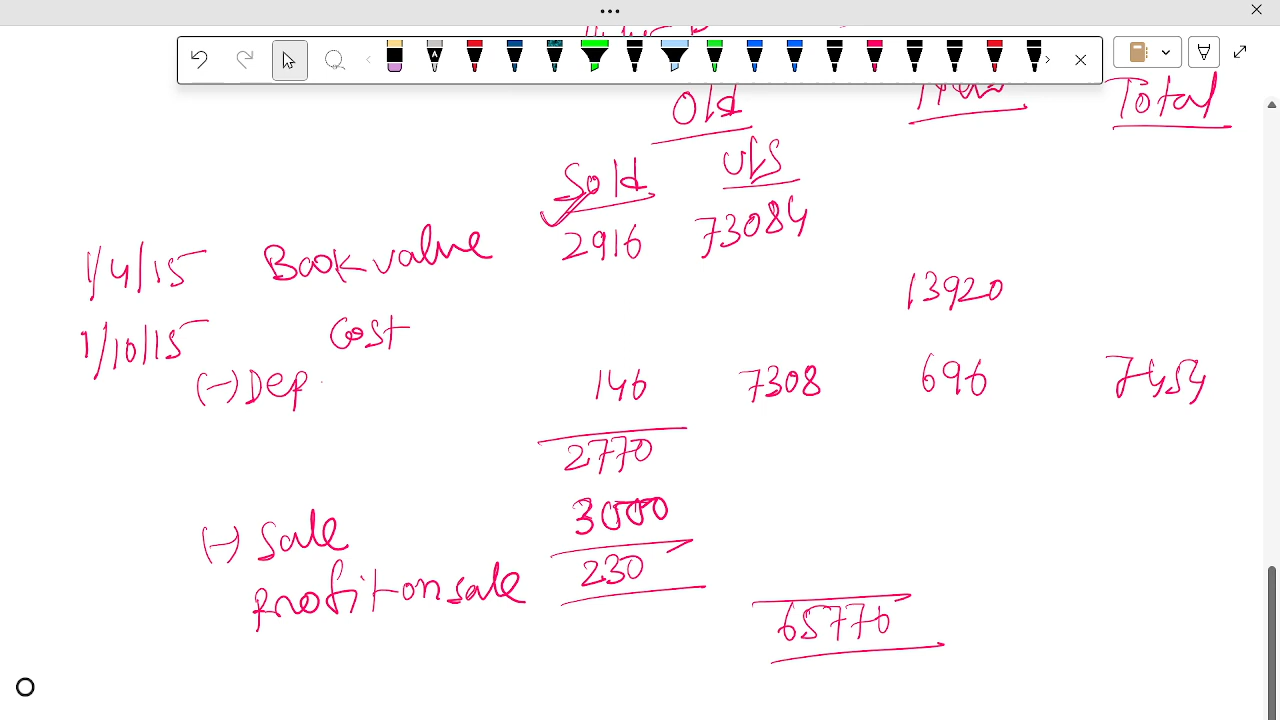 Old Total
Sold U/S
1/4/15 Book value 2916 73084
13920
1/10/15 Cost
(-) Dep 146 7308 696 7454
2770
(-) Sale 3000
Profit on sale 230
65776